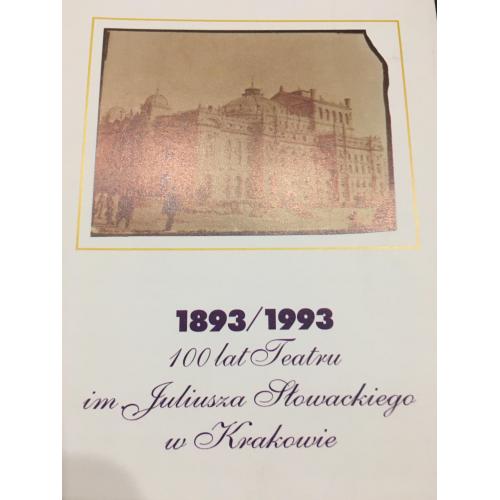 1893/1993
100 lat Teatru
im. Juliusza Słowackiego
w Krakowie